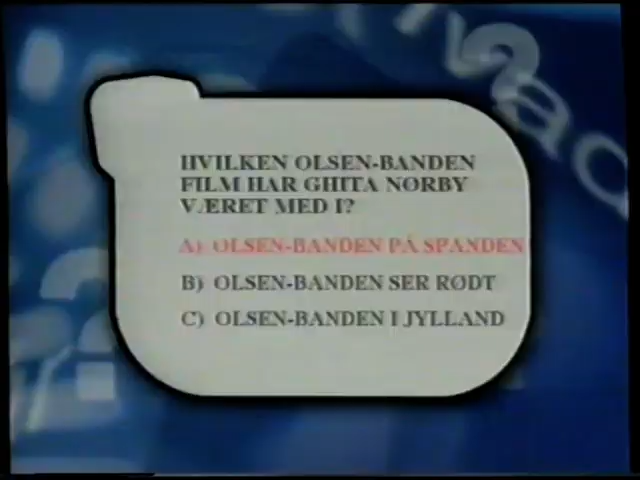 HVILKEN OLSEN-BANDEN
FILM HAR GHITA NØRBY
VÆRET MED I?
A) OLSEN-BANDEN PÅ SPANDEN
B) OLSEN-BANDEN SER RØDT
C) OLSEN-BANDEN I JYLLAND